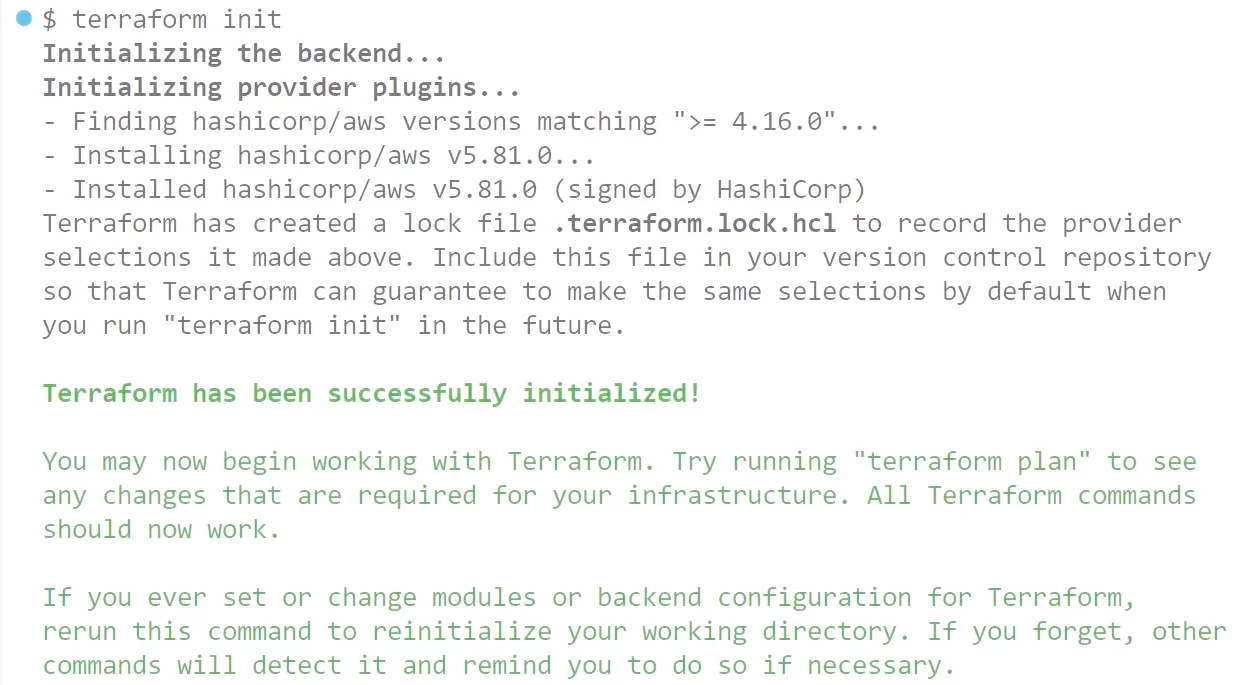 $ terraform init
Initializing the backend...
Initializing provider plugins...
- Finding hashicorp/aws versions matching ">= 4.16.0"...
- Installing hashicorp/aws v5.81.0...
- Installed hashicorp/aws v5.81.0 (signed by HashiCorp)
Terraform has created a lock file .terraform.lock.hcl to record the provider
selections it made above. Include this file in your version control repository
so that Terraform can guarantee to make the same selections by default when
you run "terraform init" in the future.
Terraform has been successfully initialized!
You may now begin working with Terraform. Try running "terraform plan" to see
any changes that are required for your infrastructure. All Terraform commands
should now work.
If you ever set or change modules or backend configuration for Terraform,
rerun this command to reinitialize your working directory. If you forget, other
commands will detect it and remind you to do so if necessary.